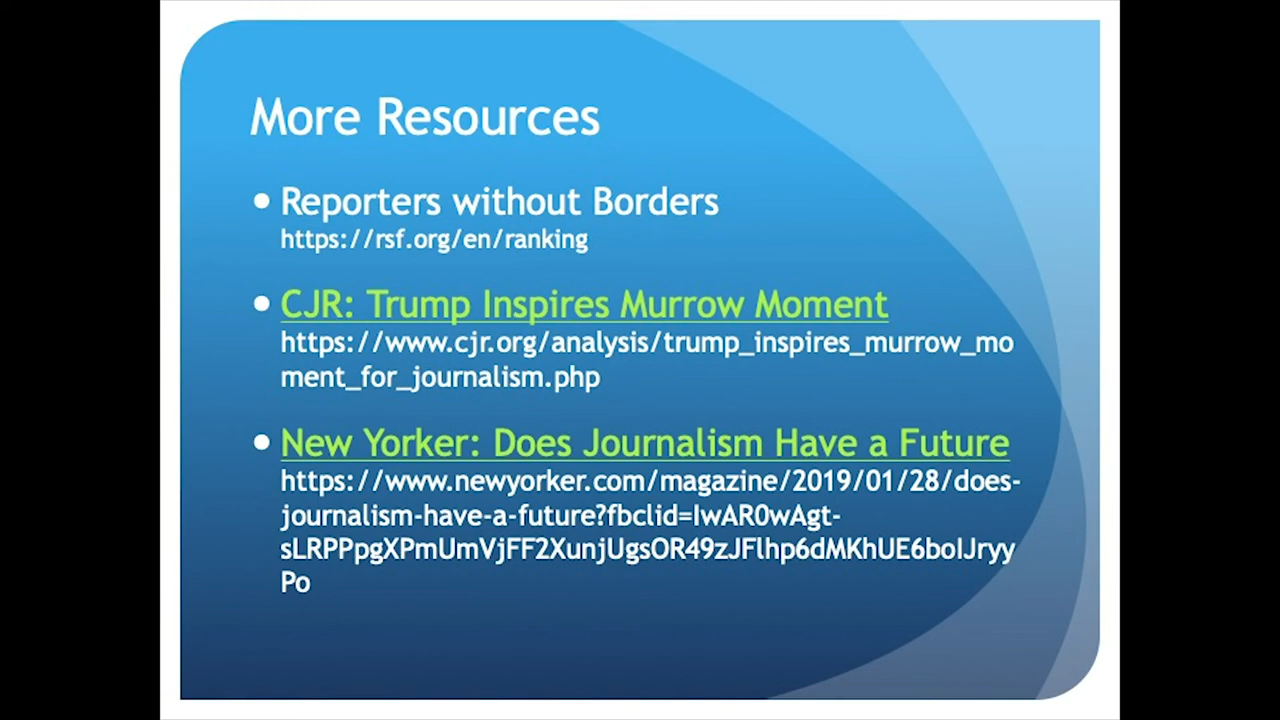 More Resources
• Reporters without Borders
https://rsf.org/en/ranking
• CJR: Trump Inspires Murrow Moment
https://www.cjr.org/analysis/trump_inspires_murrow_mo
ment_for_journalism.php
• New Yorker: Does Journalism Have a Future
https://www.newyorker.com/magazine/2019/01/28/does-
journalism-have-a-future?fbclid=IwAR0wAgt-
sLRPPpgXPmUmVjFF2XunjUgsOR49zJFlhp6dMKhUE6boIJryy
Po